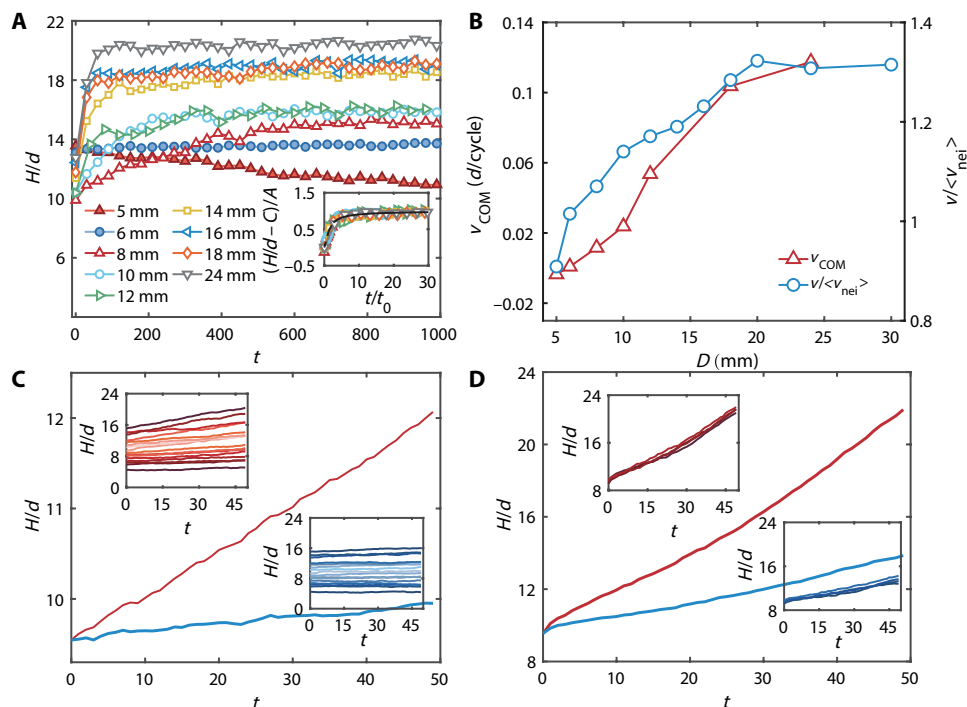 A
22
18
14
10
6
H/d
0 200 400 600 800 1000
t
5 mm
6 mm
8 mm
10 mm
12 mm
14 mm
16 mm
18 mm
24 mm
(H/d – C)/A
1.5
0.5
−0.5
0 10 20 30
t/t0
B
0.14
0.10
0.06
0.02
−0.02
vCOM (d/cycle)
1.4
1.2
1
0.8
v/<vnei>
5 10 15 20 25 30
D (mm)
vCOM
v/<vnei>
C
12
11
10
9
H/d
0 10 20 30 40 50
t
24
16
8
0
H/d
0 15 30 45
t
24
16
8
0
H/d
0 15 30 45
t
D
24
22
20
18
16
14
12
10
8
H/d
0 10 20 30 40 50
t
24
16
8
H/d
0 15 30 45
t
24
16
8
H/d
0 15 30 45
t